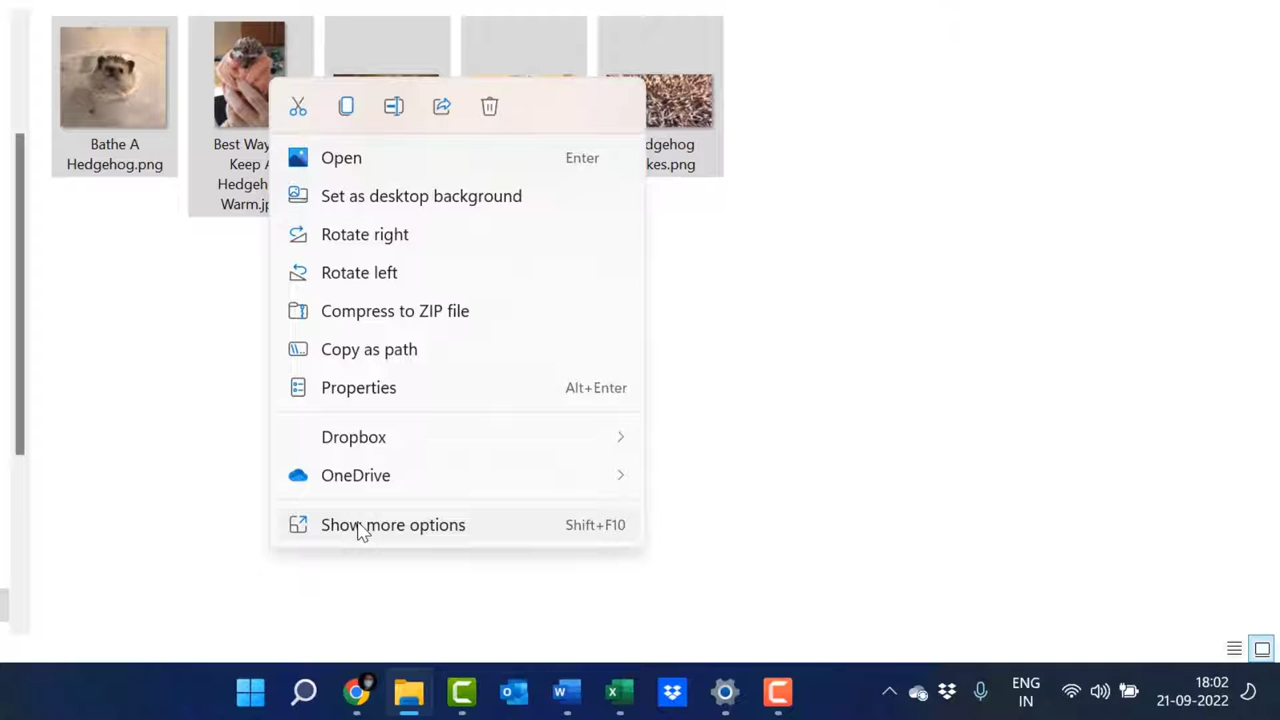 Bathe A
Hedgehog.png
Best Way
Keep A
Hedgeh
Warm.jp
dgehog
kes.png
Open Enter
Set as desktop background
Rotate right
Rotate left
Compress to ZIP file
Copy as path
Properties Alt+Enter
Dropbox
OneDrive
Show more options Shift+F10
ENG
IN
18:02
21-09-2022